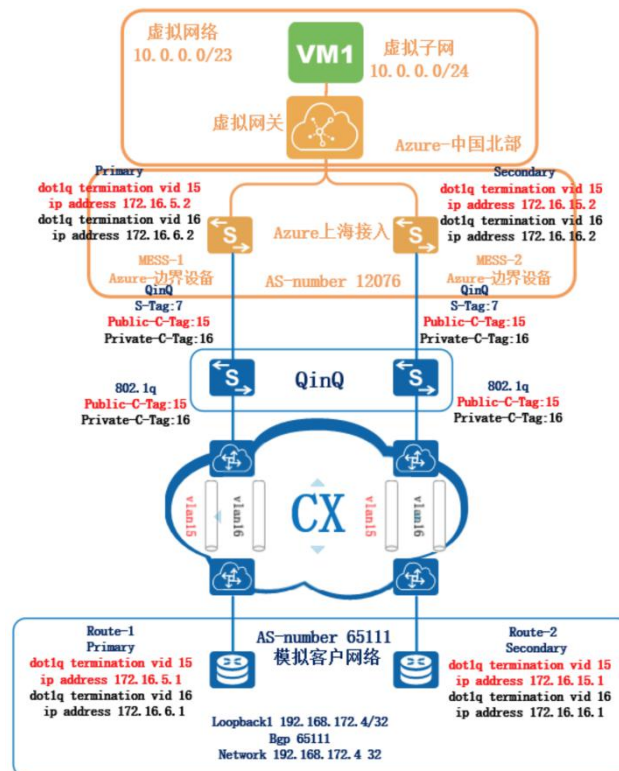 虚拟网络
10.0.0.0/23
VM1
虚拟子网
10.0.0.0/24
虚拟网关
Azure-中国北部
Primary
dot1q termination vid 15
ip address 172.16.5.2
dot1q termination vid 16
ip address 172.16.6.2
Secondary
dot1q termination vid 15
ip address 172.16.15.2
dot1q termination vid 16
ip address 172.16.16.2
S
Azure上海接入
S
MESS-1
Azure-边界设备
AS-number 12076
MESS-2
Azure-边界设备
QinQ
S-Tag:7
Public-C-Tag:15
Private-C-Tag:16
QinQ
S-Tag:7
Public-C-Tag:15
Private-C-Tag:16
S
QinQ
S
802.1q
Public-C-Tag:15
Private-C-Tag:16
802.1q
Public-C-Tag:15
Private-C-Tag:16
vlan15
vlan16
CX
vlan15
vlan16
Route-1
Primary
dot1q termination vid 15
ip address 172.16.5.1
dot1q termination vid 16
ip address 172.16.6.1
AS-number 65111
模拟客户网络
Route-2
Secondary
dot1q termination vid 15
ip address 172.16.15.1
dot1q termination vid 16
ip address 172.16.16.1
Loopback1 192.168.172.4/32
Bgp 65111
Network 192.168.172.4 32